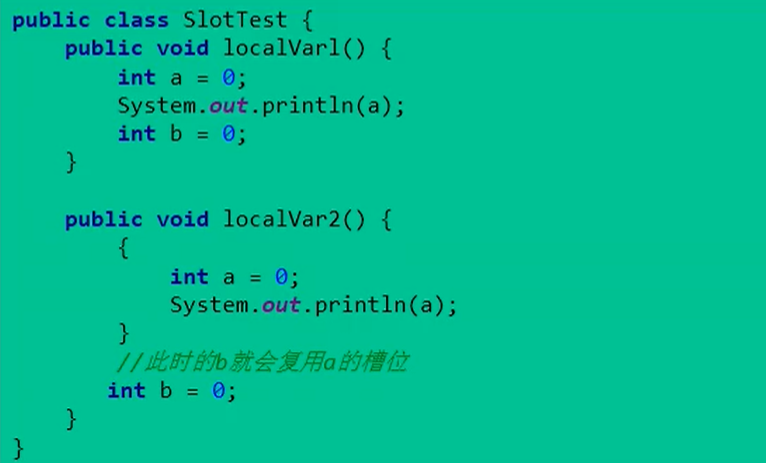 public class SlotTest {
    public void localVarl() {
        int a = 0;
        System.out.println(a);
        int b = 0;
    }

    public void localVar2() {
        {
            int a = 0;
            System.out.println(a);
        }
        //此时的b就会复用a的槽位
       int b = 0;
    }
}